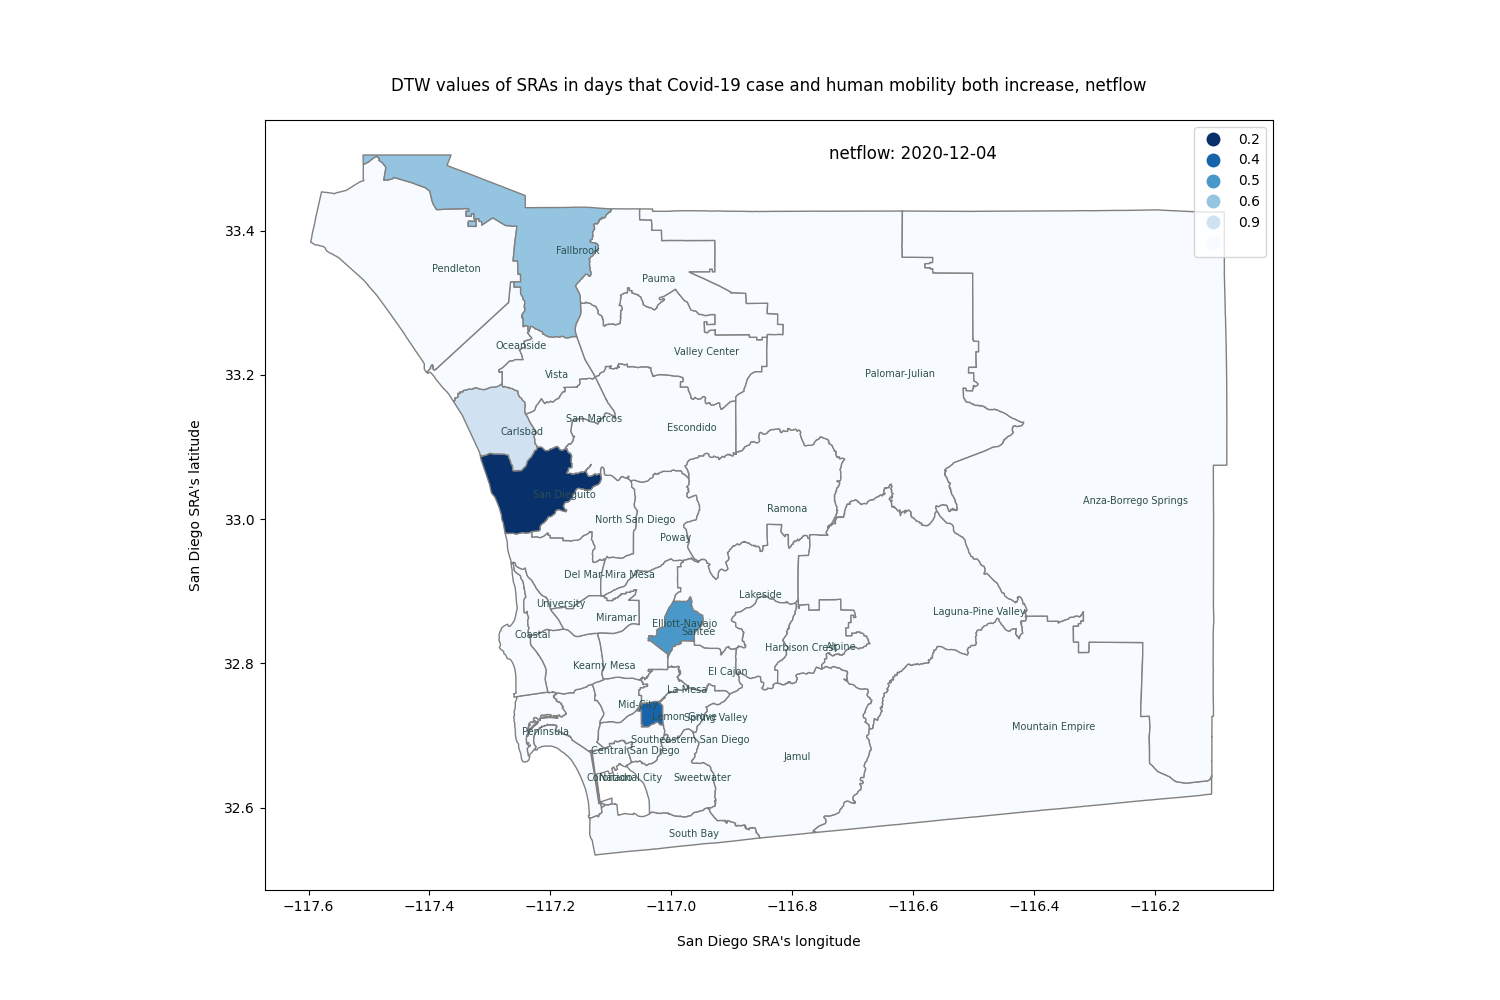 DTW values of SRAs in days that Covid-19 case and human mobility both increase, netflow
netflow: 2020-12-04
0.2
0.4
0.5
0.6
0.9
33.4
33.2
33.0
32.8
32.6
San Diego SRA's latitude
Fallbrook
Pendleton
Pauma
Oceanside
Valley Center
Vista
Palomar-Julian
San Marcos
Carlsbad
Escondido
San Dieguito
Anza-Borrego Springs
Ramona
North San Diego
Poway
Del Mar-Mira Mesa
Lakeside
University
Miramar
Laguna-Pine Valley
Elliott-Navajo
Santee
Coastal
Harbison Crest
Alpine
Kearny Mesa
El Cajon
La Mesa
Mid-City
Lemon Grove
Spring Valley
Mountain Empire
Peninsula
Southeastern San Diego
Central San Diego
Jamul
Coronado
National City
Sweetwater
South Bay
−117.6
−117.4
−117.2
−117.0
−116.8
−116.6
−116.4
−116.2
San Diego SRA's longitude